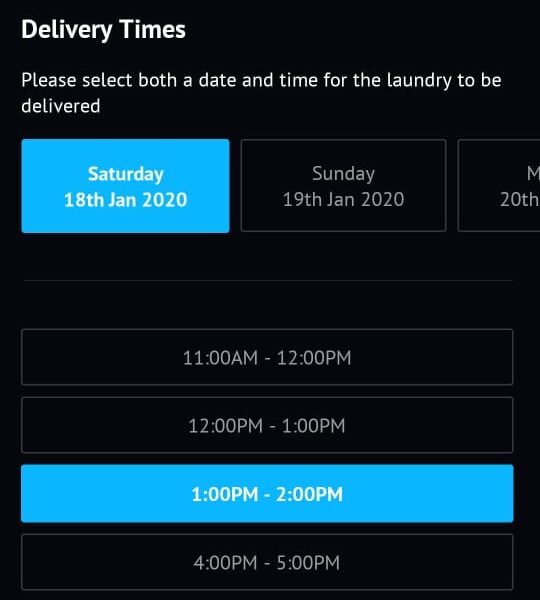 Delivery Times
Please select both a date and time for the laundry to be
delivered
Saturday
18th Jan 2020
Sunday
19th Jan 2020
M
20th
11:00AM - 12:00PM
12:00PM - 1:00PM
1:00PM - 2:00PM
4:00PM - 5:00PM